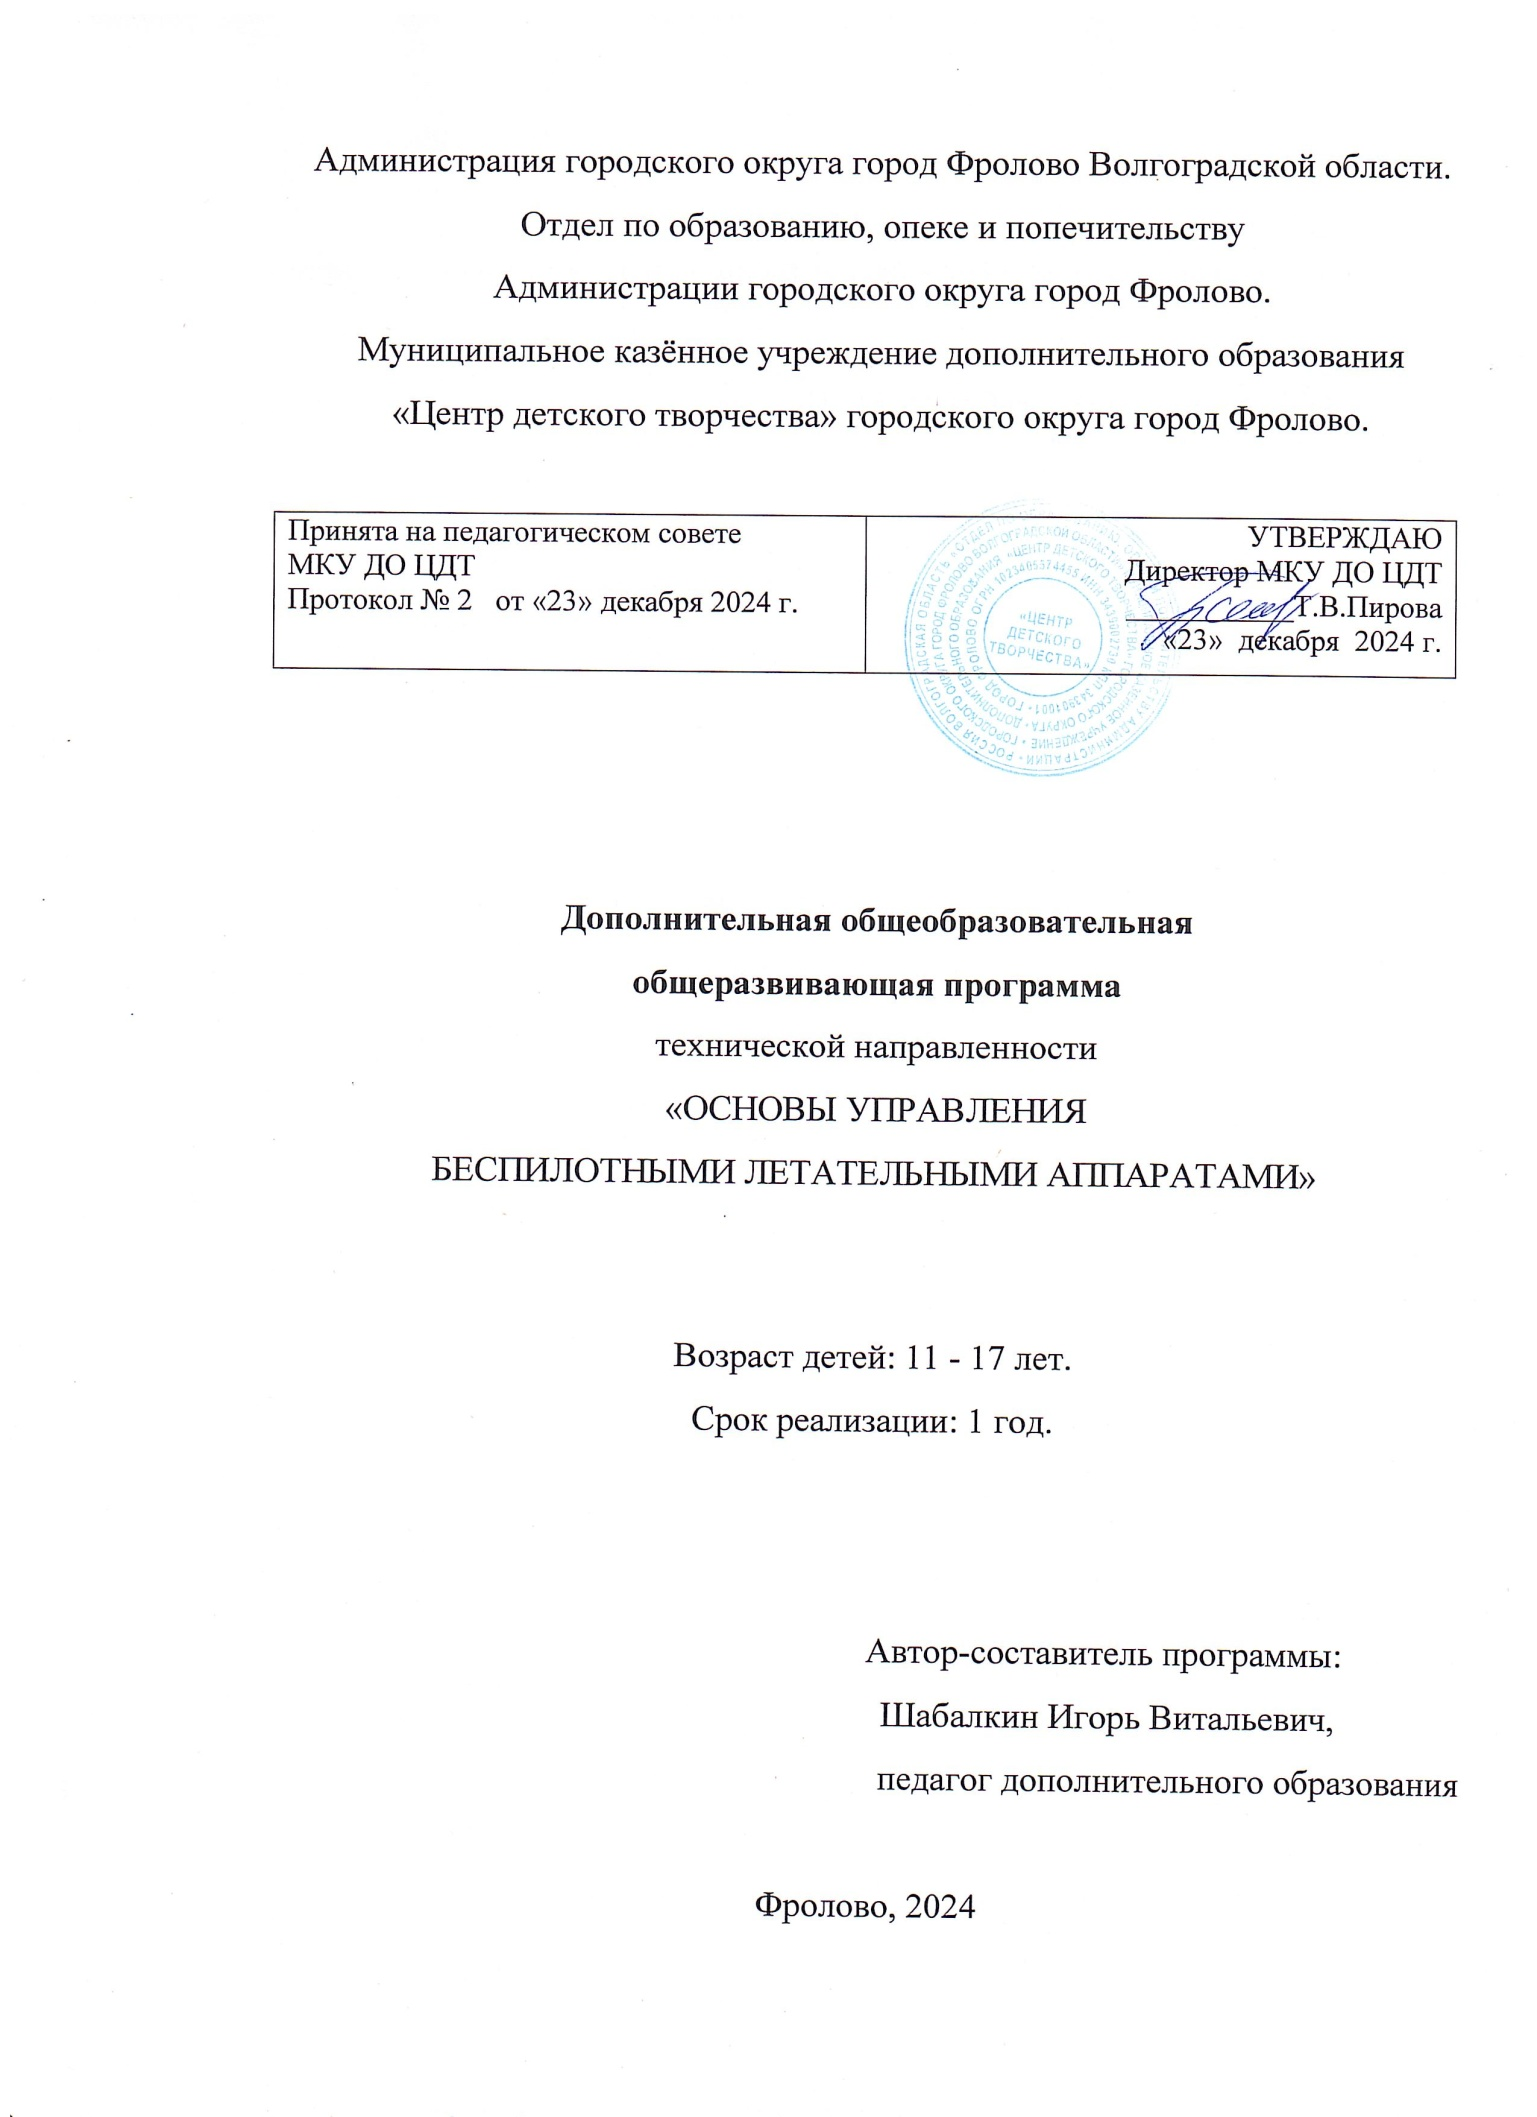 Администрация городского округа город Фролово Волгоградской области.
Отдел по образованию, опеке и попечительству
Администрации городского округа город Фролово.
Муниципальное казённое учреждение дополнительного образования
«Центр детского творчества» городского округа город Фролово.
Принята на педагогическом совете
МКУ ДО ЦДТ
Протокол № 2 от «23» декабря 2024 г.
УТВЕРЖДАЮ
Директор МКУ ДО ЦДТ
Т.В.Пирова
«23» декабря 2024 г.
«ЦЕНТР
ДЕТСКОГО
ТВОРЧЕСТВА»
Дополнительная общеобразовательная
общеразвивающая программа
технической направленности
«ОСНОВЫ УПРАВЛЕНИЯ
БЕСПИЛОТНЫМИ ЛЕТАТЕЛЬНЫМИ АППАРАТАМИ»
Возраст детей: 11 - 17 лет.
Срок реализации: 1 год.
Автор-составитель программы:
Шабалкин Игорь Витальевич,
педагог дополнительного образования
Фролово, 2024